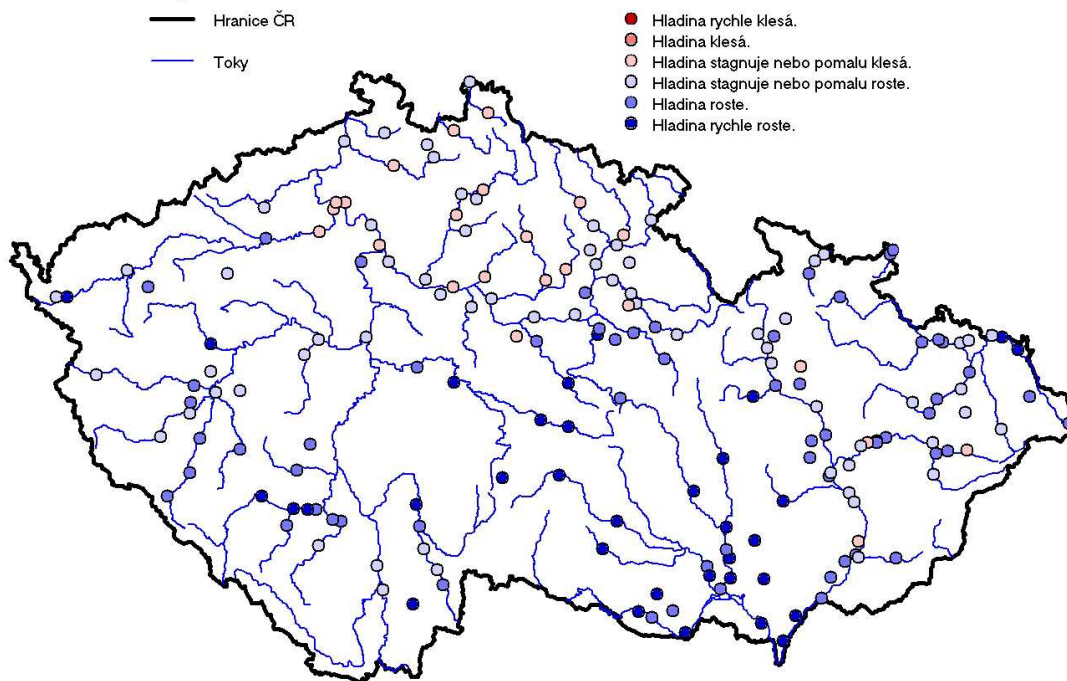 Hranice ČR
Toky
Hladina rychle klesá.
Hladina klesá.
Hladina stagnuje nebo pomalu klesá.
Hladina stagnuje nebo pomalu roste.
Hladina roste.
Hladina rychle roste.